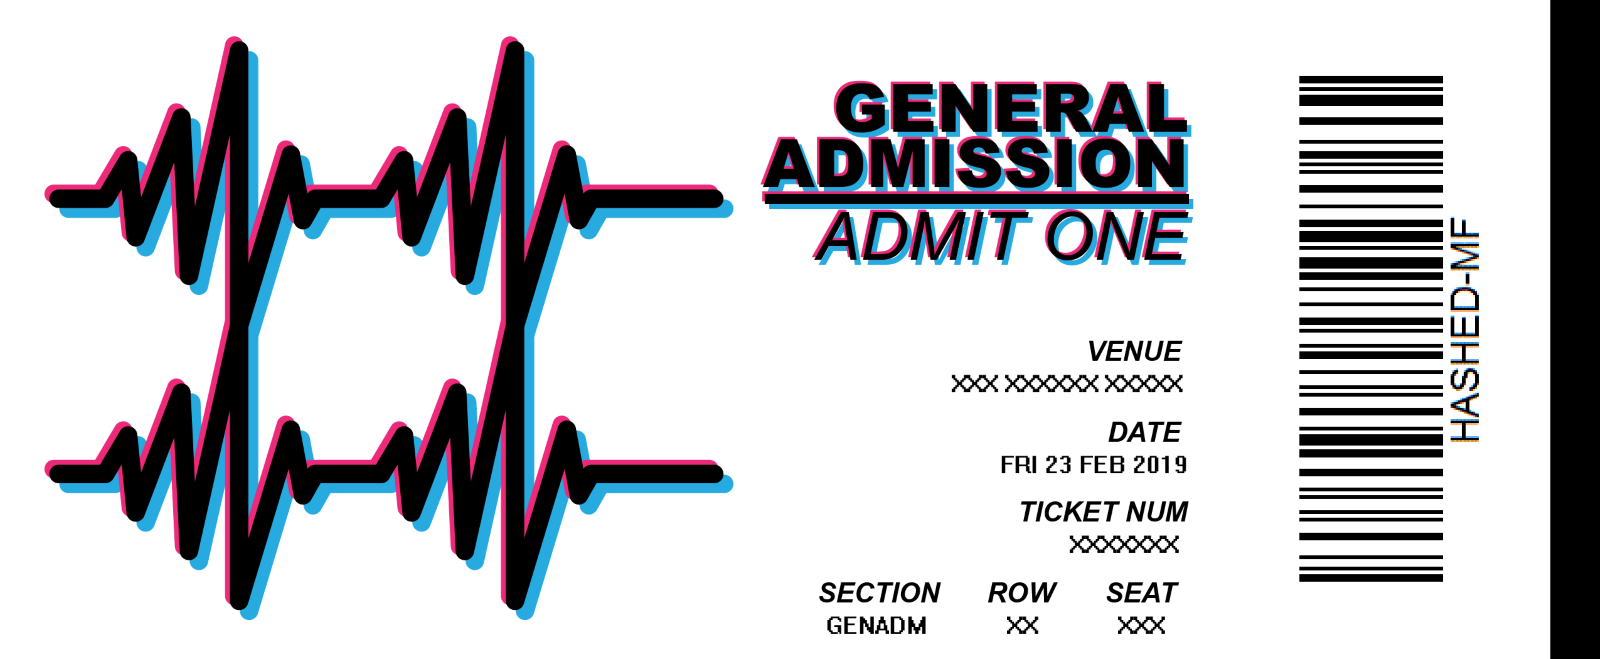 GENERAL
ADMISSION
ADMIT ONE
VENUE
XXX XXXXXX XXXXX
DATE
FRI 23 FEB 2019
TICKET NUM
XXXXXXX
SECTION ROW SEAT
GENADM XX XXX
HASHED-MF